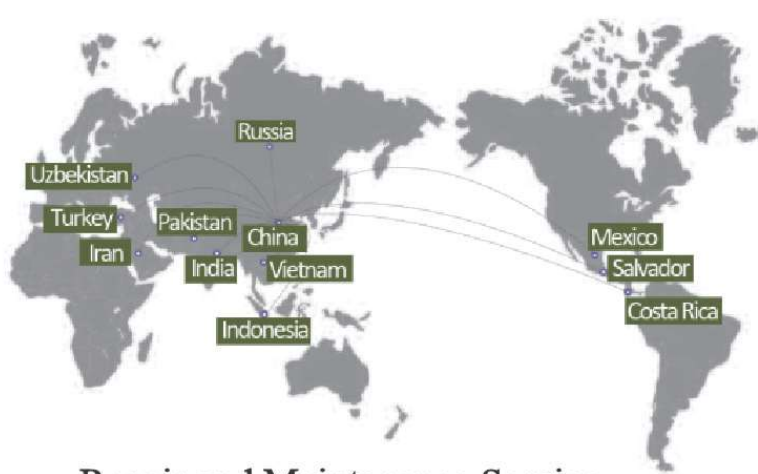 Russia
Uzbekistan
Turkey
Pakistan
China
Iran
India
Vietnam
Indonesia
Mexico
Salvador
Costa Rica